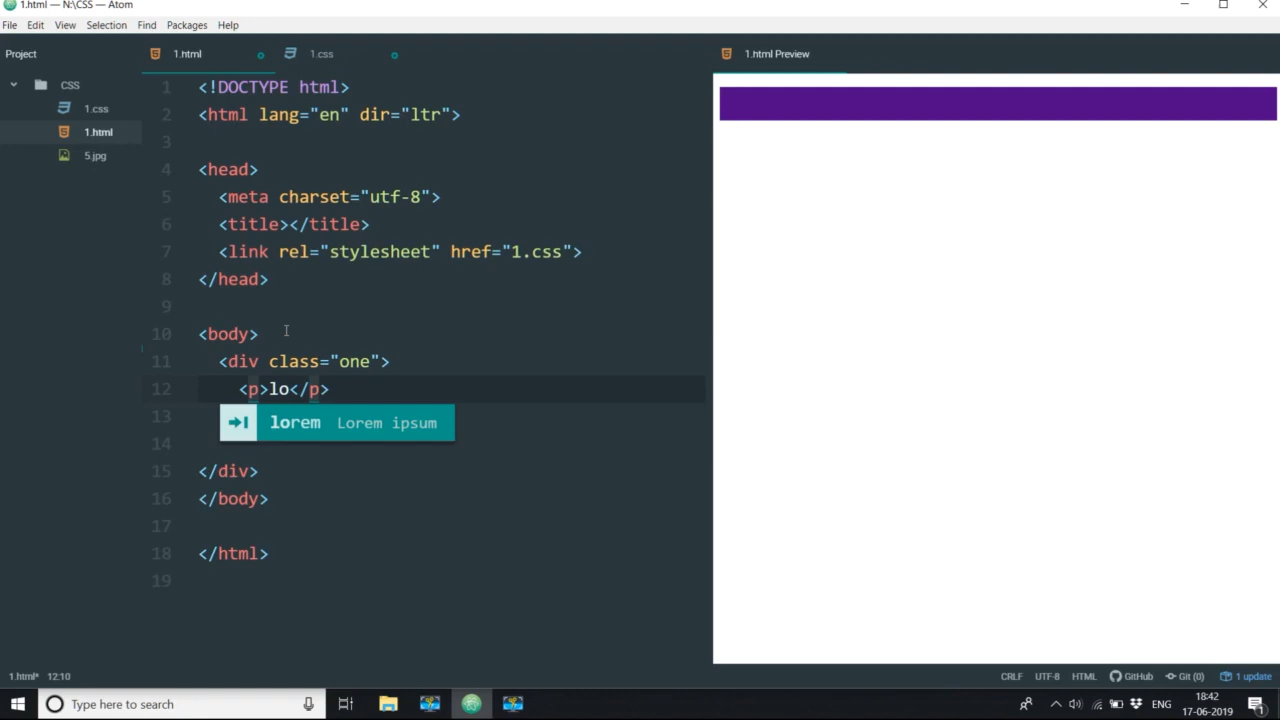 1.html — N:\CSS — Atom
File Edit View Selection Find Packages Help
Project
1.html
1.css
1.html Preview
CSS
1.css
1.html
5.jpg
1 <!DOCTYPE html>
2 <html lang="en" dir="ltr">
3
4 <head>
5 <meta charset="utf-8">
6 <title></title>
7 <link rel="stylesheet" href="1.css">
8 </head>
9
10 <body>
11 <div class="one">
12 <p>lo</p>
13 lorem Lorem ipsum
14
15 </div>
16 </body>
17
18 </html>
19
1.html* 12:10
CRLF UTF-8 HTML GitHub Git (0) 1 update
Type here to search
ENG
18:42
17-06-2019
1